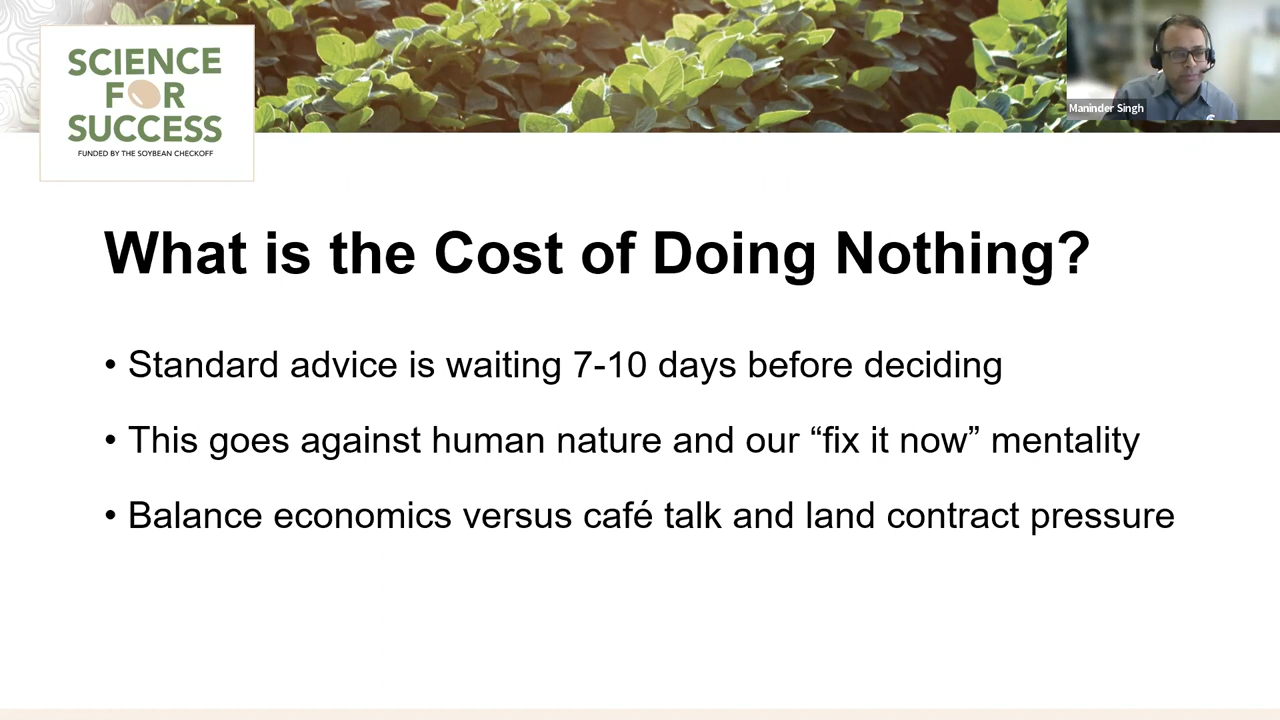 SCIENCE
FOR
SUCCESS
FUNDED BY THE SOYBEAN CHECKOFF
Maninder Singh
What is the Cost of Doing Nothing?
• Standard advice is waiting 7-10 days before deciding
• This goes against human nature and our “fix it now” mentality
• Balance economics versus café talk and land contract pressure